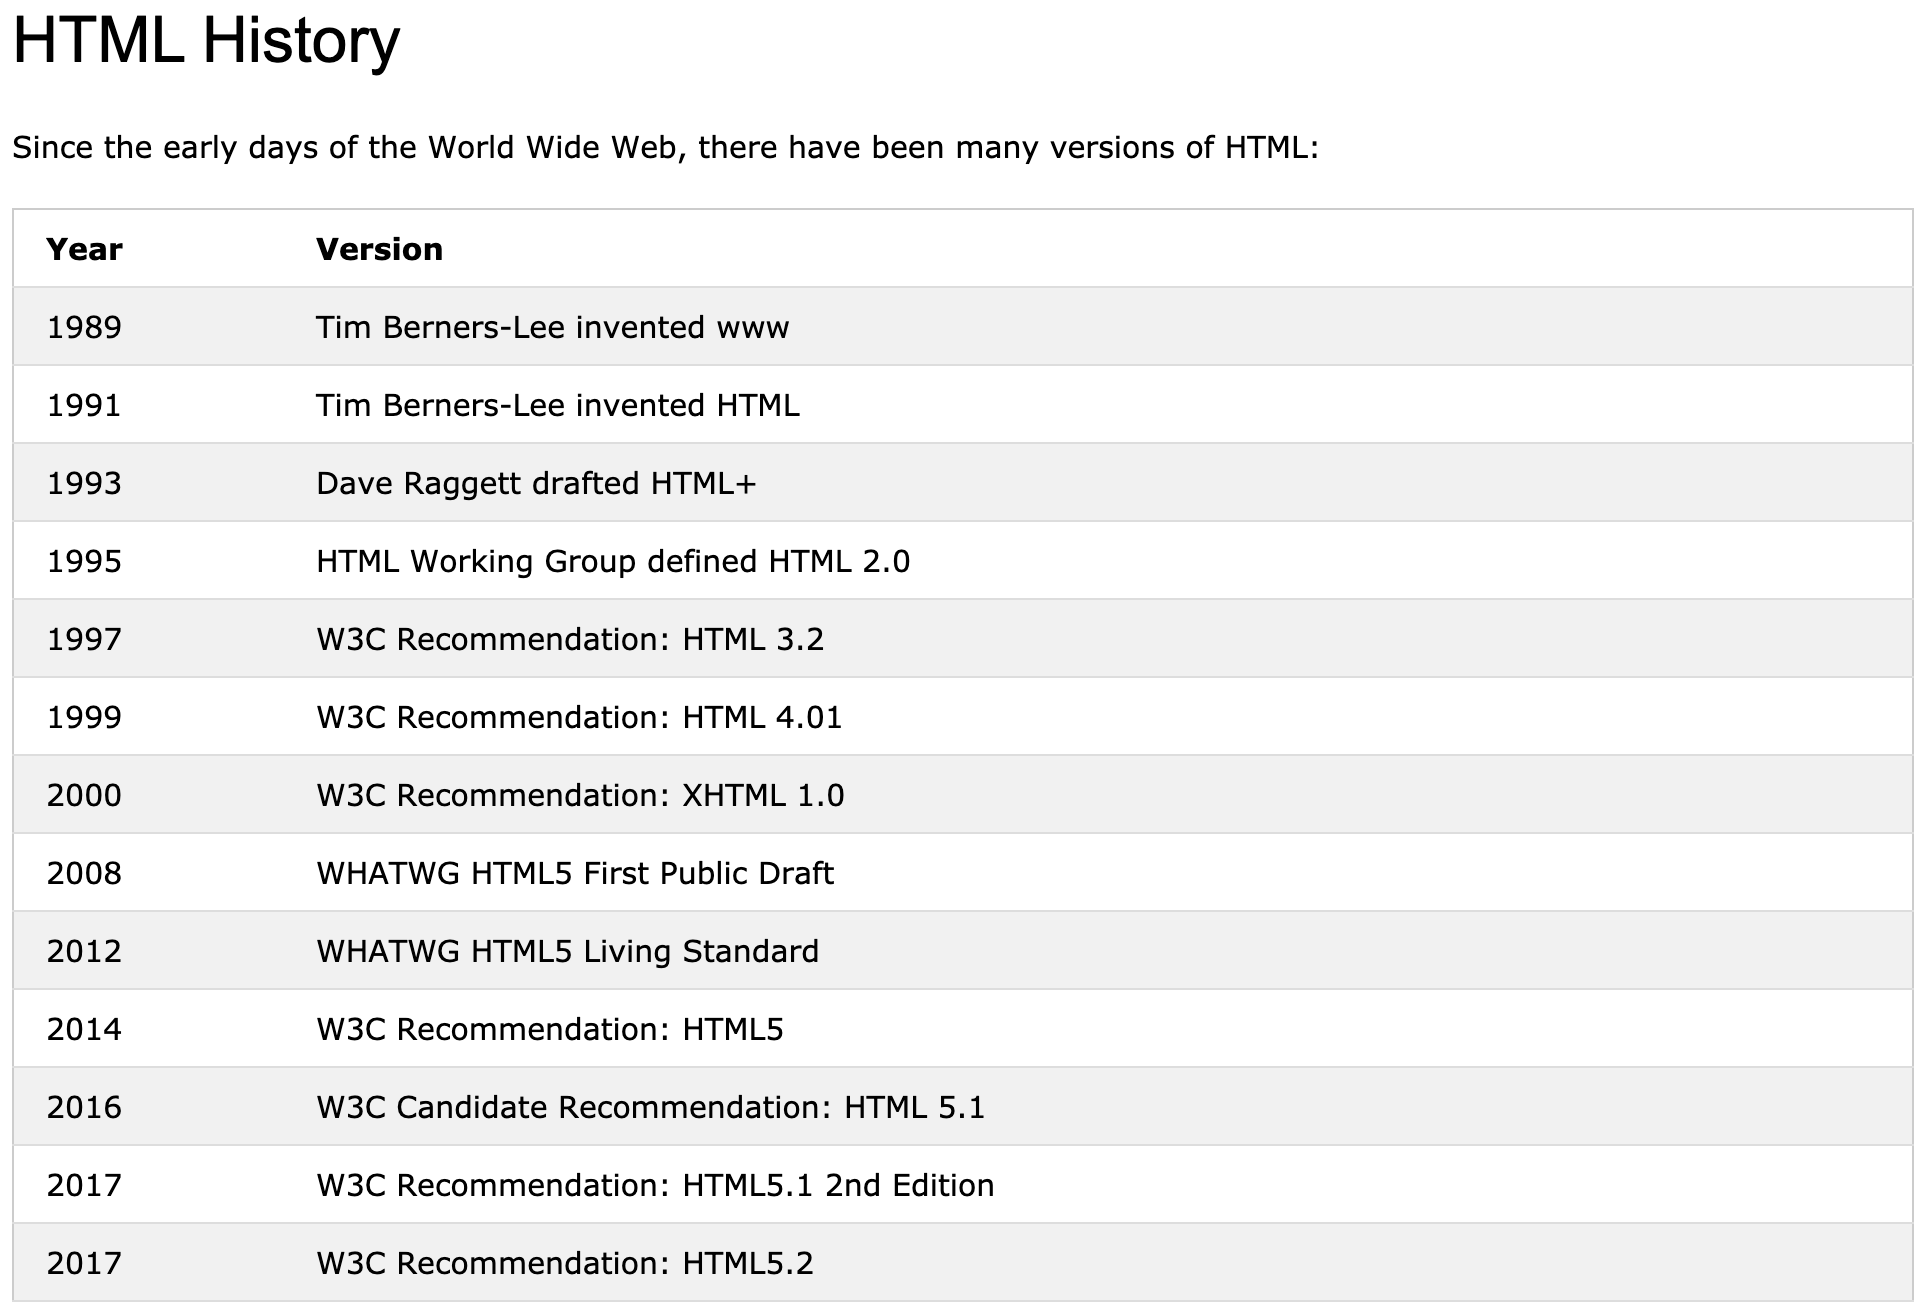 HTML History
Since the early days of the World Wide Web, there have been many versions of HTML:
Year Version
1989 Tim Berners-Lee invented www
1991 Tim Berners-Lee invented HTML
1993 Dave Raggett drafted HTML+
1995 HTML Working Group defined HTML 2.0
1997 W3C Recommendation: HTML 3.2
1999 W3C Recommendation: HTML 4.01
2000 W3C Recommendation: XHTML 1.0
2008 WHATWG HTML5 First Public Draft
2012 WHATWG HTML5 Living Standard
2014 W3C Recommendation: HTML5
2016 W3C Candidate Recommendation: HTML 5.1
2017 W3C Recommendation: HTML5.1 2nd Edition
2017 W3C Recommendation: HTML5.2